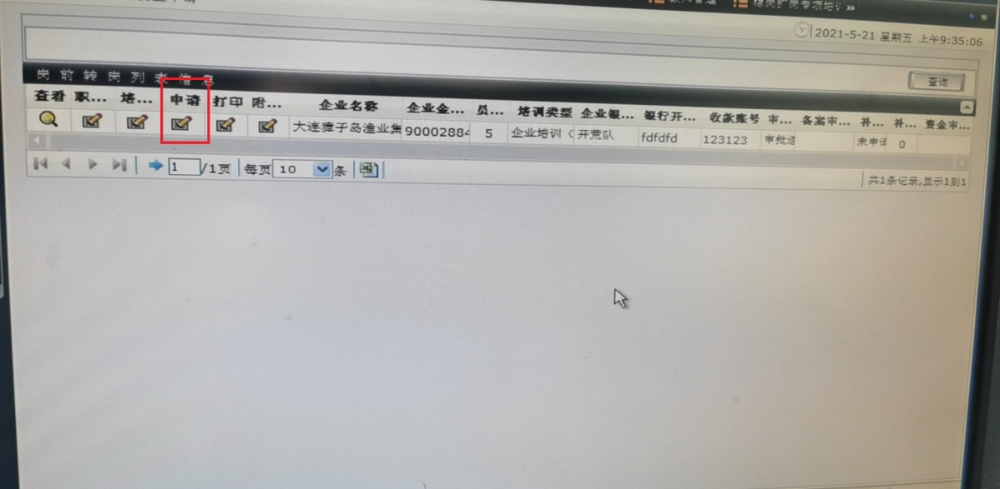 稳岗扩岗专项培训 »
2021-5-21 星期五 上午9:35:06
查询
岗前转岗列表信息
查看 职... 培... 申请 打印 附... 企业名称 企业金... 员... 培训类型 企业银... 银行开... 收款账号 审... 备案审... 补... 补... 资金审...
大连獐子岛渔业集 90002884 5 企业培训（ 开荒队 fdfdfd 123123 审批通 未申请 0
1 /1页 每页 10 条
共1条记录,显示1到1